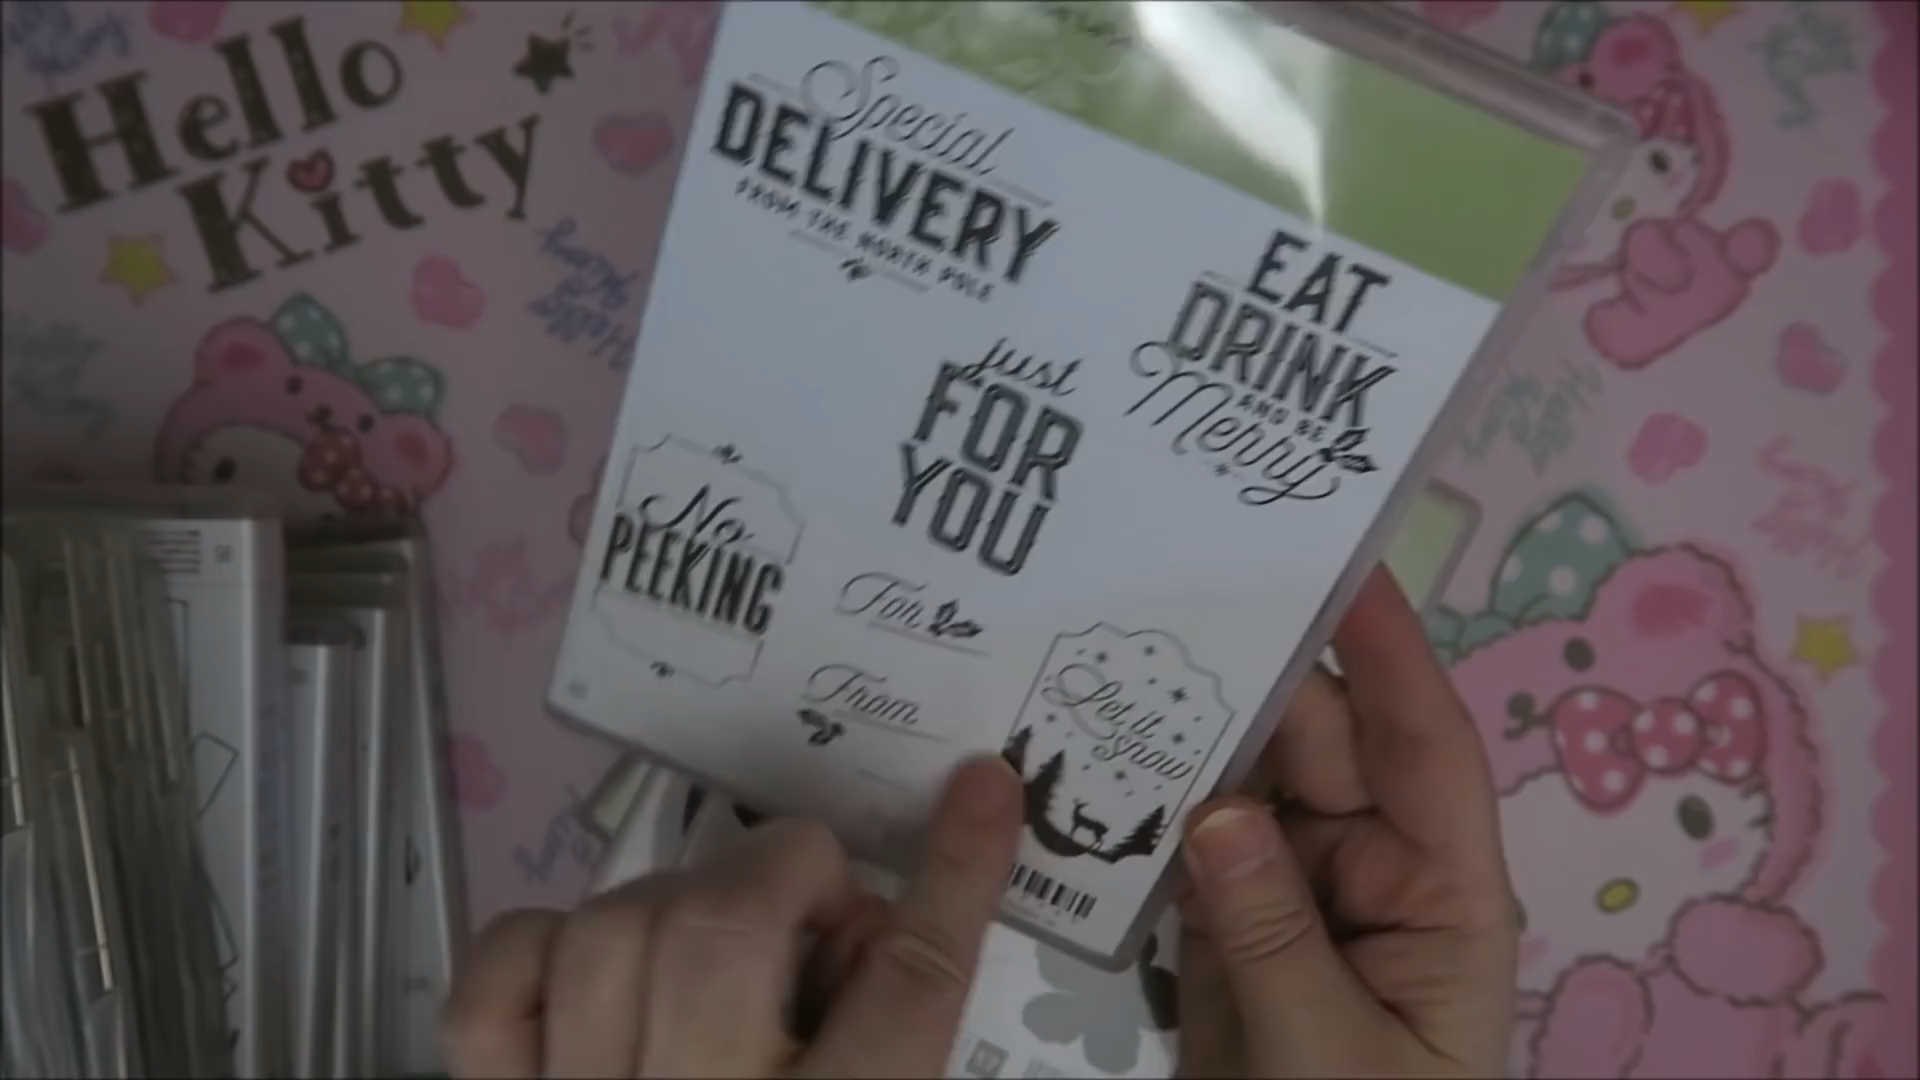 Hello
Kitty
Special
DELIVERY
FROM THE NORTH POLE
EAT
DRINK
AND BE
Merry
just
FOR
YOU
No
PEEKING
For
From
Let it
snow